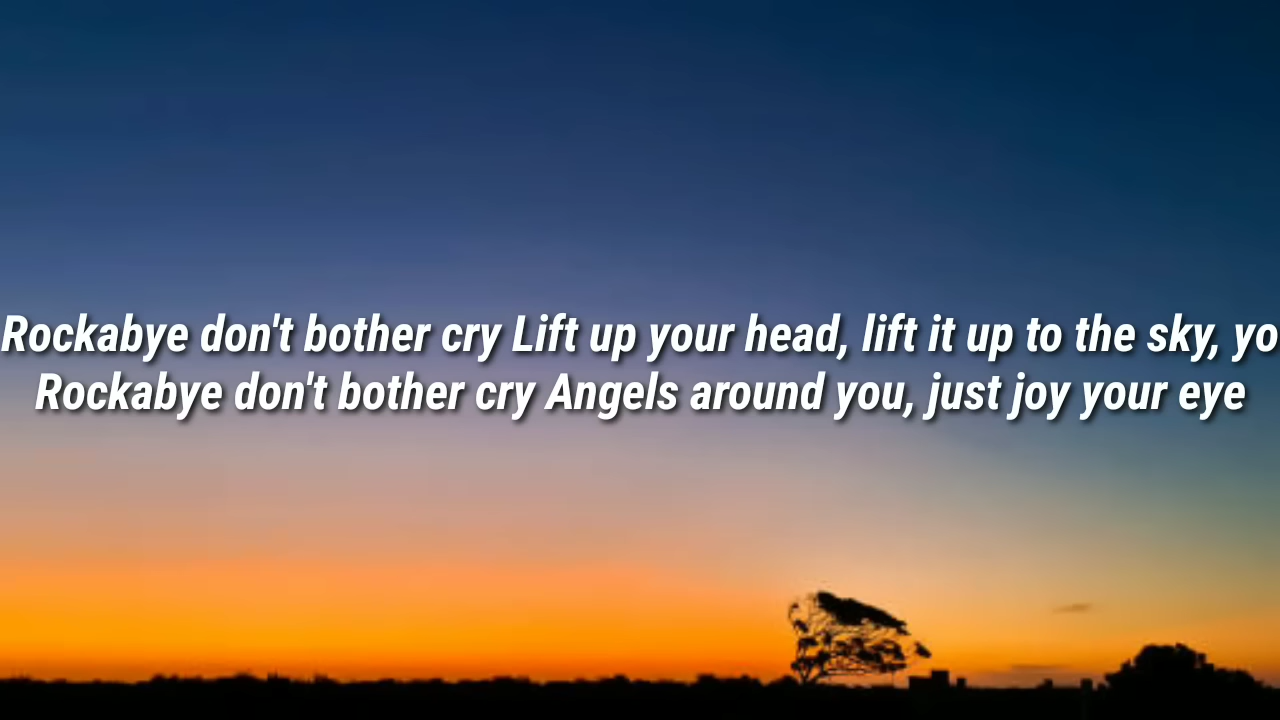 Rockabye don't bother cry Lift up your head, lift it up to the sky, yo
Rockabye don't bother cry Angels around you, just joy your eye